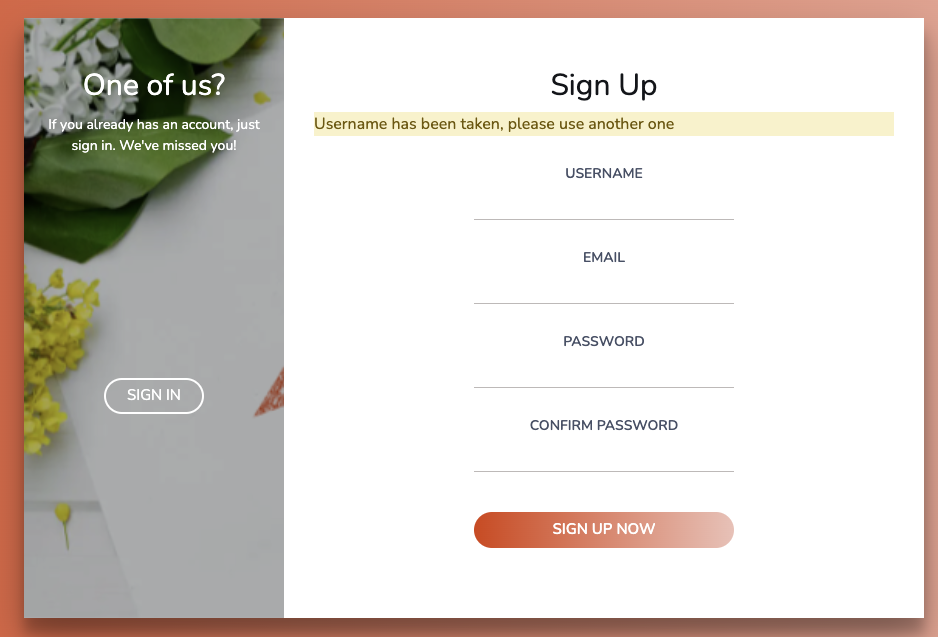 One of us?
If you already has an account, just
sign in. We've missed you!
SIGN IN
Sign Up
Username has been taken, please use another one
USERNAME
EMAIL
PASSWORD
CONFIRM PASSWORD
SIGN UP NOW